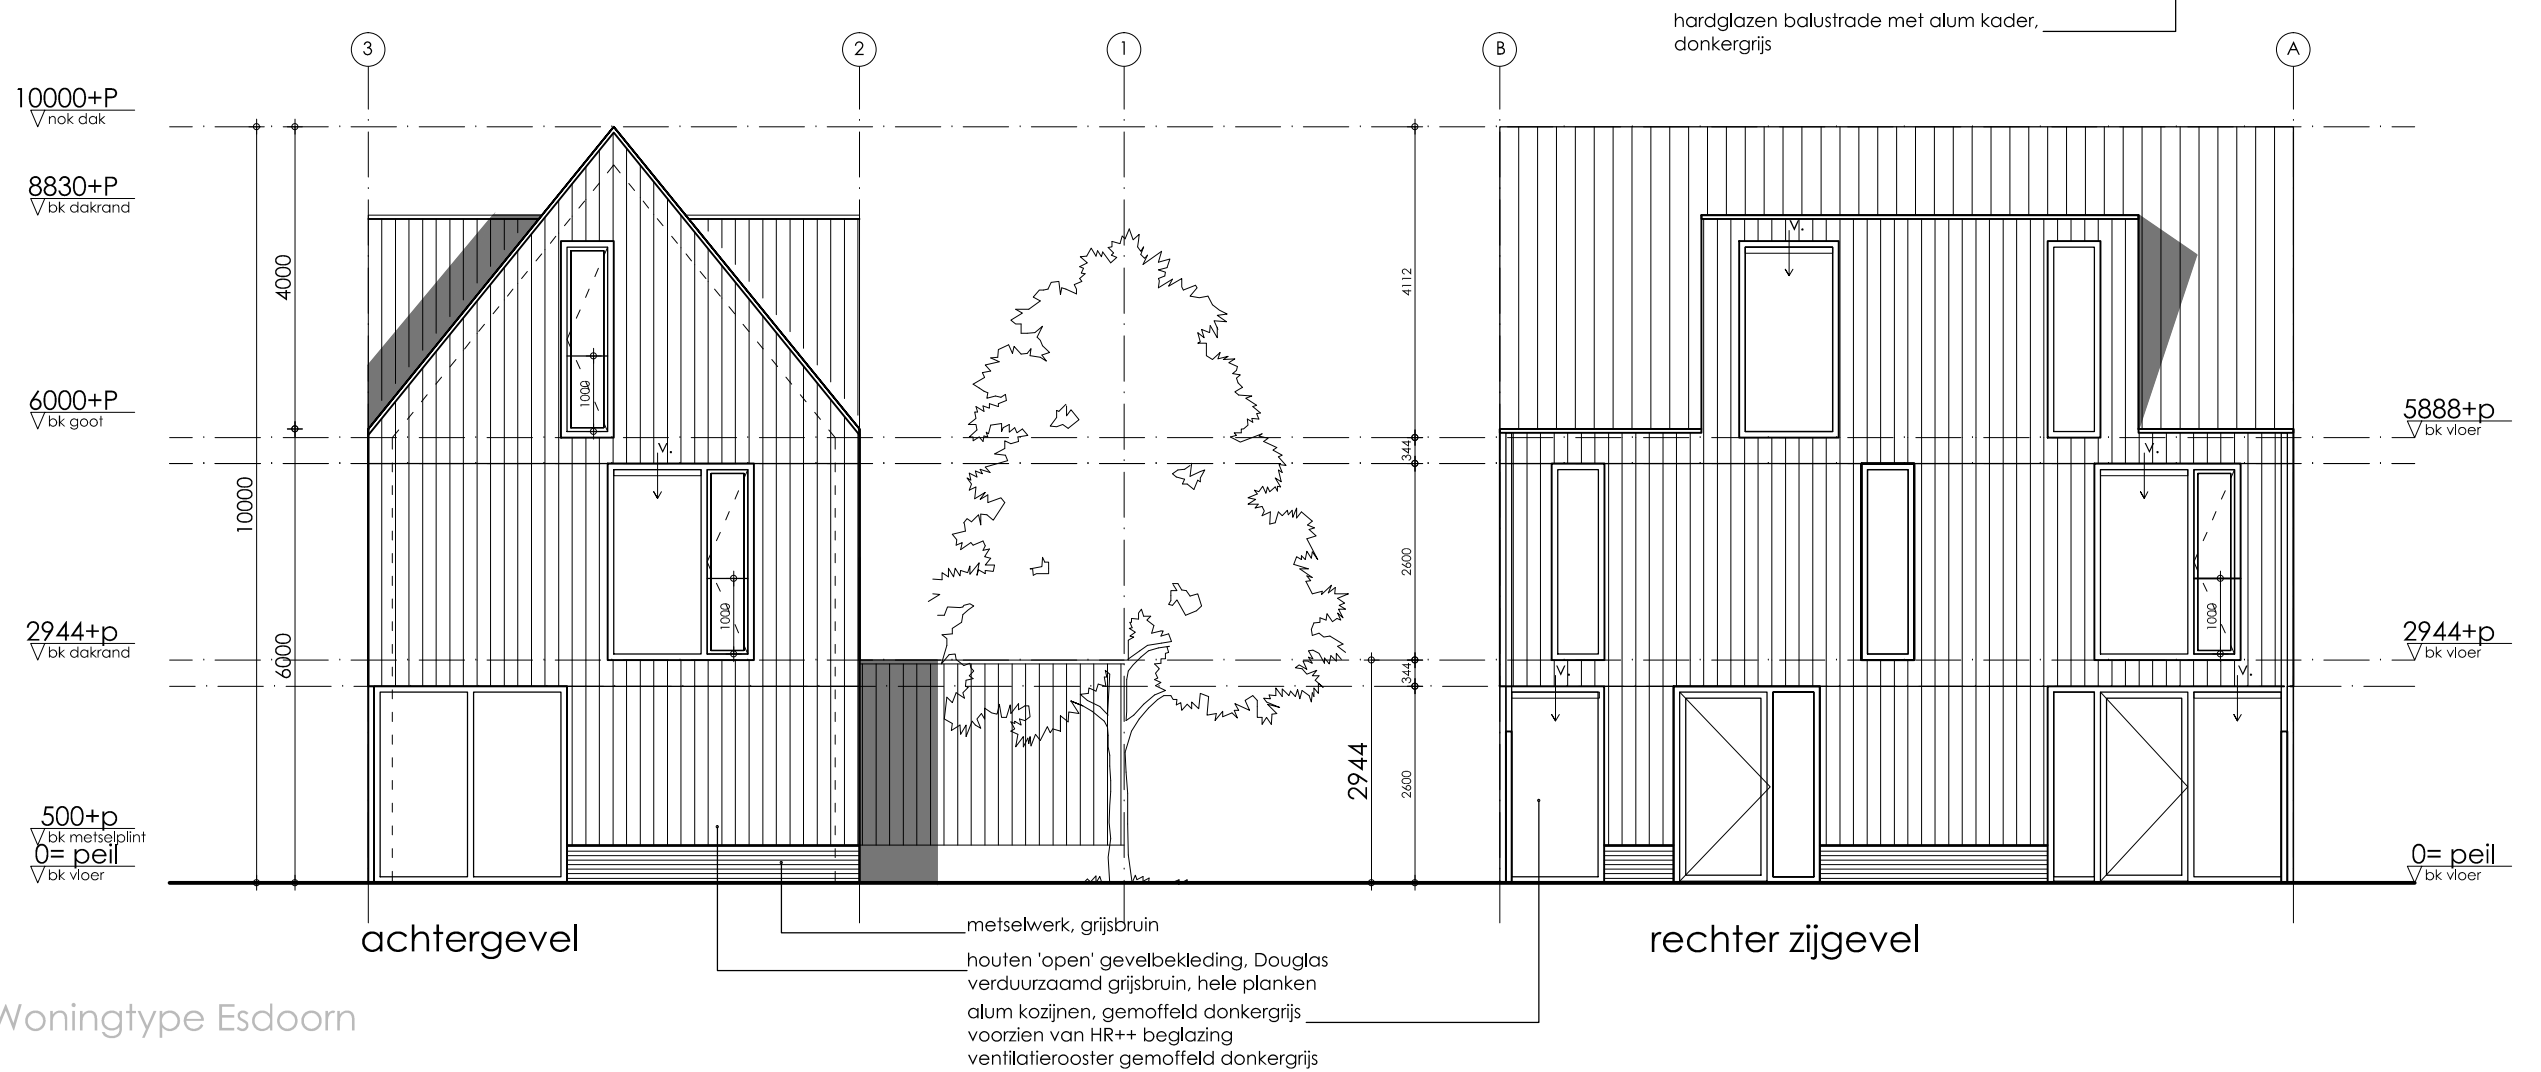 hardglazen balustrade met alum kader,
donkergrijs
3
2
1
B
A
10000+P
nok dak
8830+P
bk dakrand
6000+P
bk goot
2944+p
bk dakrand
500+p
bk metselplint
0= peil
bk vloer
4000
10000
6000
1000
V.
1000
4112
344
2600
344
2600
2944
V.
V.
1000
V.
V.
5888+p
bk vloer
2944+p
bk vloer
0= peil
bk vloer
achtergevel
rechter zijgevel
metselwerk, grijsbruin
houten 'open' gevelbekleding, Douglas
verduurzaamd grijsbruin, hele planken
alum kozijnen, gemoffeld donkergrijs
voorzien van HR++ beglazing
ventilatierooster gemoffeld donkergrijs
Woningtype Esdoorn